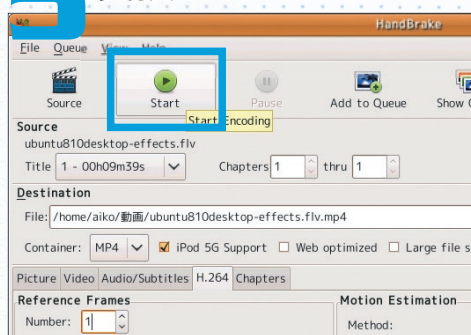 HandBrake
File Queue View Help
Source Start Pause Add to Queue Show
Start Encoding
Source
ubuntu810desktop-effects.flv
Title 1 - 00h09m39s Chapters 1 thru 1
Destination
File: /home/aiko/動画/ubuntu810desktop-effects.flv.mp4
Container: MP4 iPod 5G Support Web optimized Large file
Picture Video Audio/Subtitles H.264 Chapters
Reference Frames Motion Estimation
Number: 1 Method: